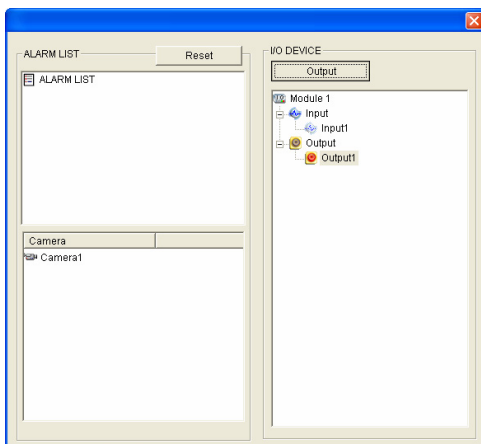 ALARM LIST
Reset
ALARM LIST
Camera
Camera1
I/O DEVICE
Output
Module 1
Input
Input1
Output
Output1